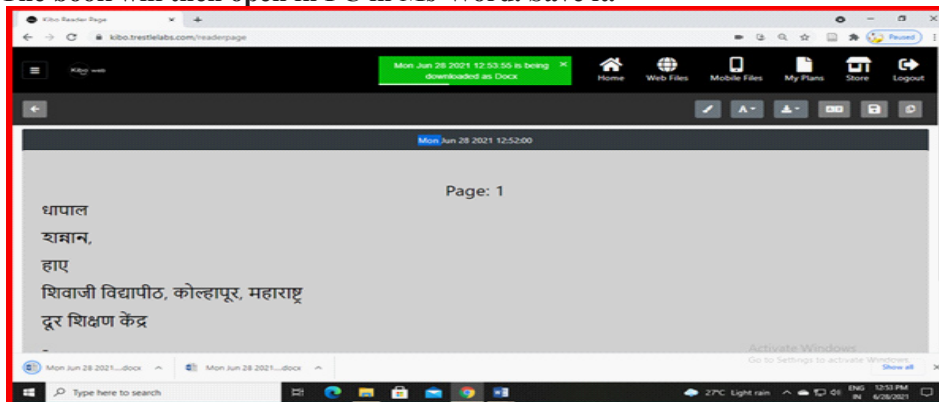 The book will then open in PC in Ms-Word. Save it.
Kibo Reader Page
kibo.trestlelabs.com/readerpage
Paused
Kibo web
Mon Jun 28 2021 12:53:55 is being
downloaded as Docx
Home Web Files Mobile Files My Plans Store Logout
Mon Jun 28 2021 12:52:00
Page: 1
धापाल
शन्नान,
हाए
शिवाजी विद्यापीठ, कोल्हापूर, महाराष्ट्र
दूर शिक्षण केंद्र
Activate Windows
Go to Settings to activate Windows.
Mon Jun 28 2021....docx Mon Jun 28 2021....docx Show all
Type here to search 27°C Light rain ENG 12:53 PM
IN 6/28/2021